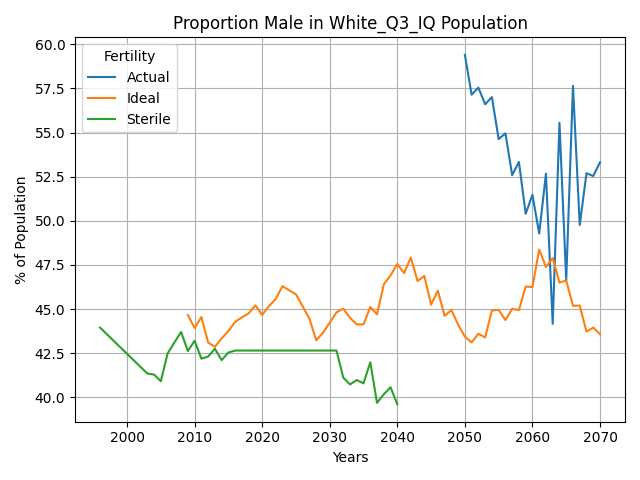 Proportion Male in White_Q3_IQ Population
60.0
57.5
55.0
52.5
50.0
47.5
45.0
42.5
40.0
% of Population
Fertility
Actual
Ideal
Sterile
2000 2010 2020 2030 2040 2050 2060 2070
Years